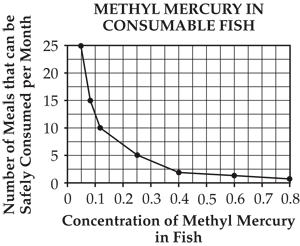 METHYL MERCURY IN
CONSUMABLE FISH
Number of Meals that can be
Safely Consumed per Month
25
20
15
10
5
0
0 0.1 0.2 0.3 0.4 0.5 0.6 0.7 0.8
Concentration of Methyl Mercury
in Fish